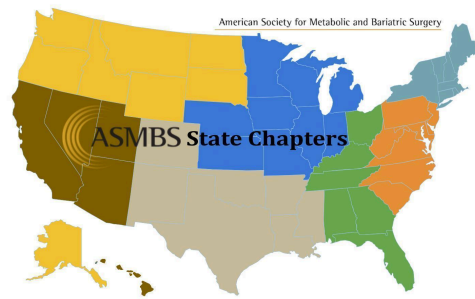 American Society for Metabolic and Bariatric Surgery
ASMBS State Chapters